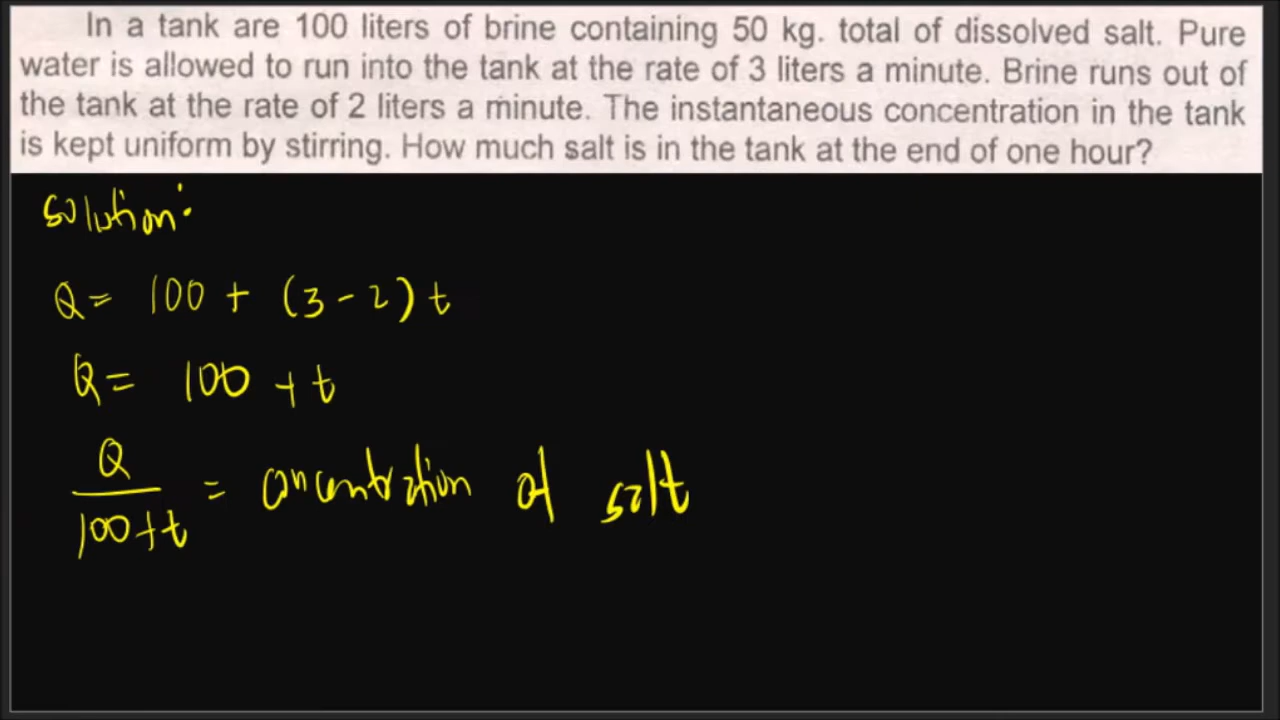 In a tank are 100 liters of brine containing 50 kg. total of dissolved salt. Pure
water is allowed to run into the tank at the rate of 3 liters a minute. Brine runs out of
the tank at the rate of 2 liters a minute. The instantaneous concentration in the tank
is kept uniform by stirring. How much salt is in the tank at the end of one hour?
Solution:
Q = 100 + (3 - 2) t
Q = 100 + t
Q
100 + t = concentration of salt